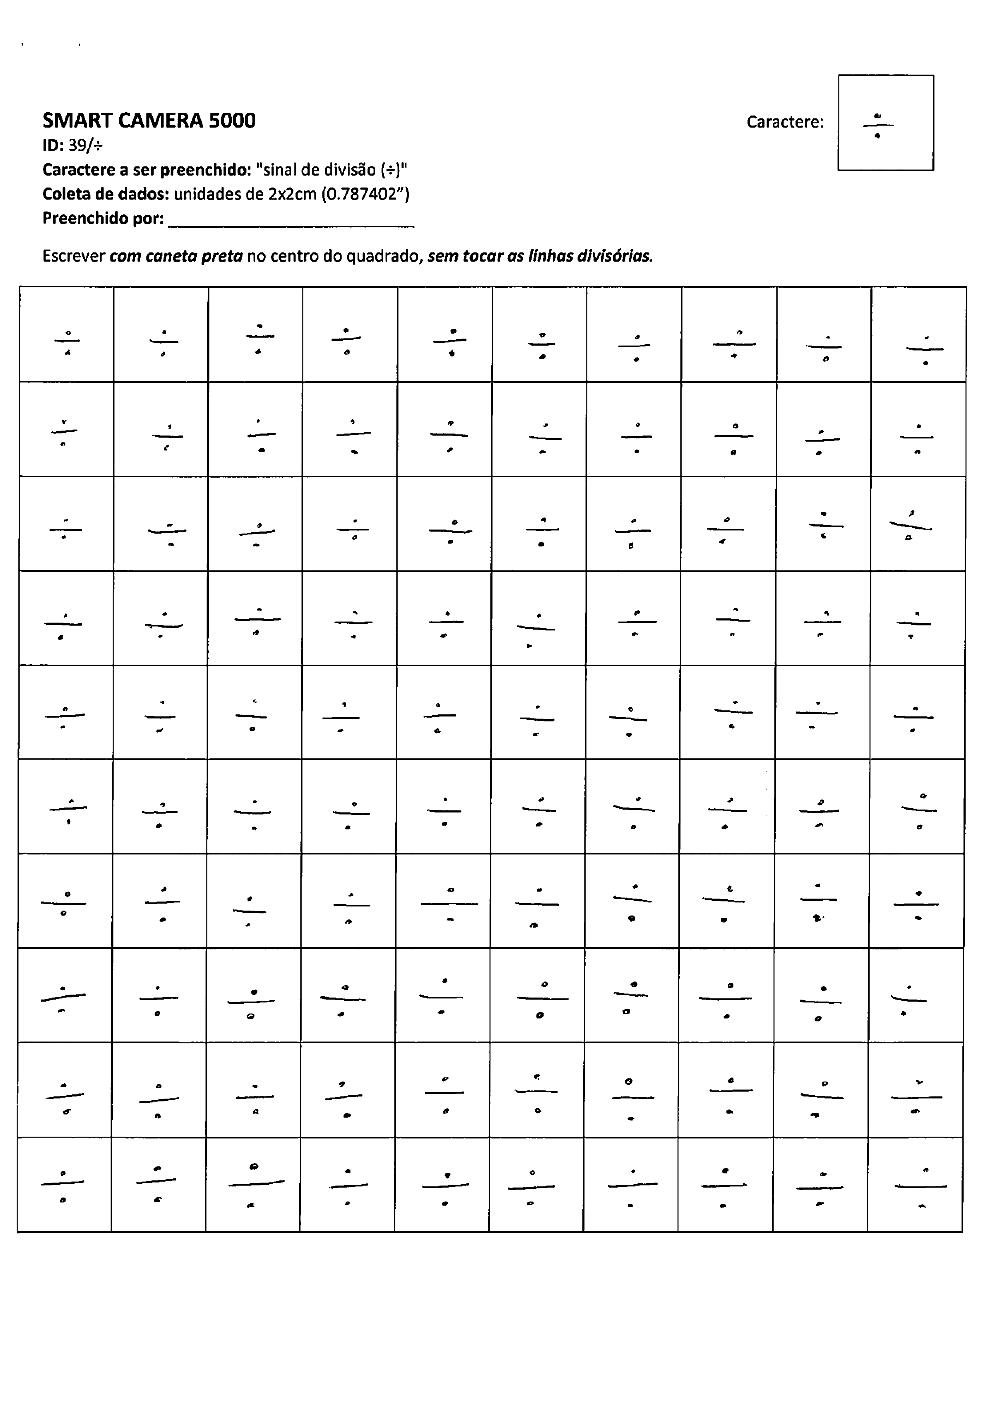 SMART CAMERA 5000
ID: 39/÷
Caractere a ser preenchido: "sinal de divisão (÷)"
Coleta de dados: unidades de 2x2cm (0.787402”)
Preenchido por: 
Caractere: ÷
Escrever com caneta preta no centro do quadrado, sem tocar as linhas divisórias.
÷ ÷ ÷ ÷ ÷ ÷ ÷ ÷ ÷ ÷
÷ ÷ ÷ ÷ ÷ ÷ ÷ ÷ ÷ ÷
÷ ÷ ÷ ÷ ÷ ÷ ÷ ÷ ÷ ÷
÷ ÷ ÷ ÷ ÷ ÷ ÷ ÷ ÷ ÷
÷ ÷ ÷ ÷ ÷ ÷ ÷ ÷ ÷ ÷
÷ ÷ ÷ ÷ ÷ ÷ ÷ ÷ ÷ ÷
÷ ÷ ÷ ÷ ÷ ÷ ÷ ÷ ÷ ÷
÷ ÷ ÷ ÷ ÷ ÷ ÷ ÷ ÷ ÷
÷ ÷ ÷ ÷ ÷ ÷ ÷ ÷ ÷ ÷
÷ ÷ ÷ ÷ ÷ ÷ ÷ ÷ ÷ ÷